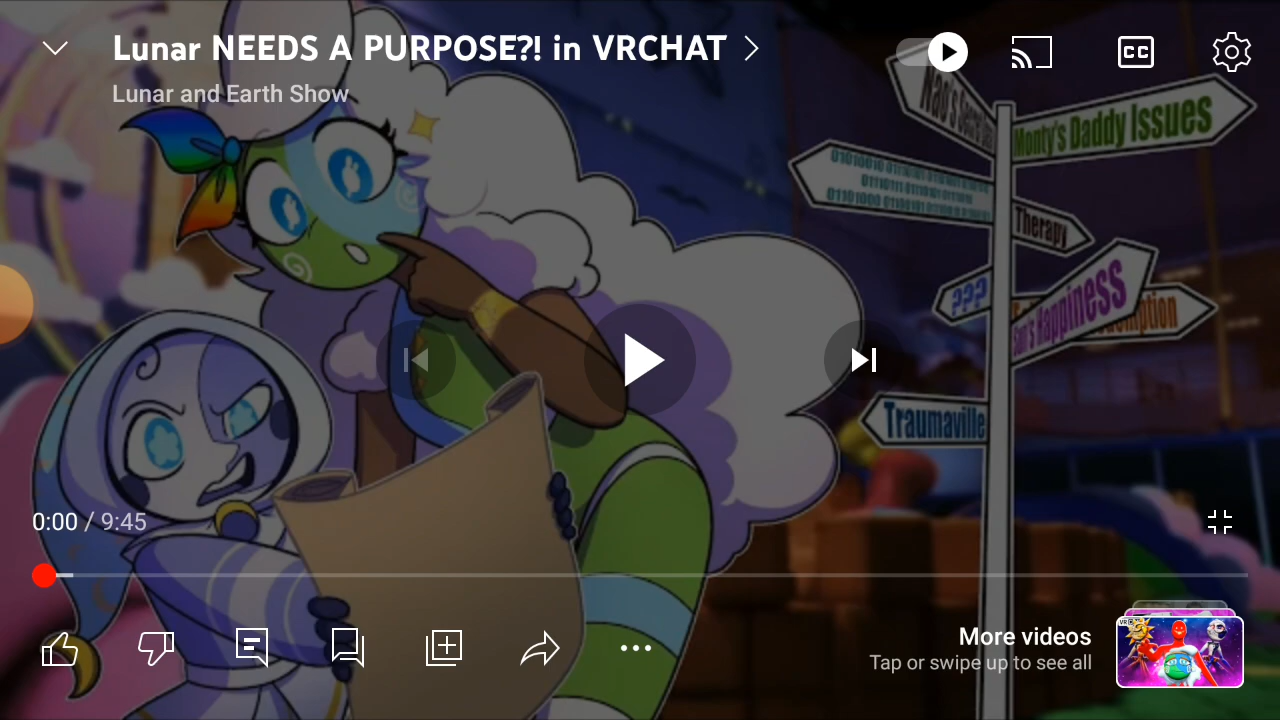 Lunar NEEDS A PURPOSE?! in VRCHAT
Lunar and Earth Show
CC
Monty's Daddy Issues
Therapy
???
Happiness
Traumaville
0:00 / 9:45
More videos
Tap or swipe up to see all